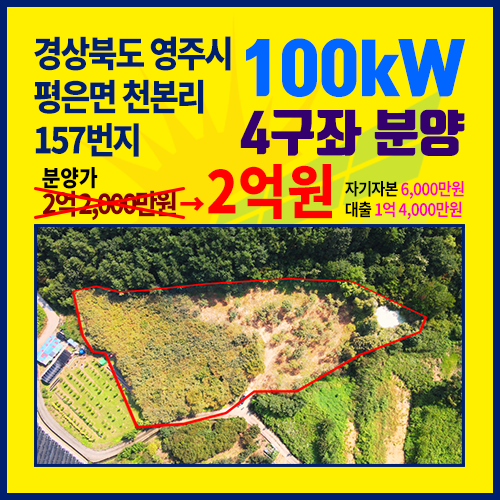 경상북도 영주시
평은면 천본리
157번지
100kW
4구좌 분양
분양가
2억 2,000만원→2억원
자기자본 6,000만원
대출 1억 4,000만원